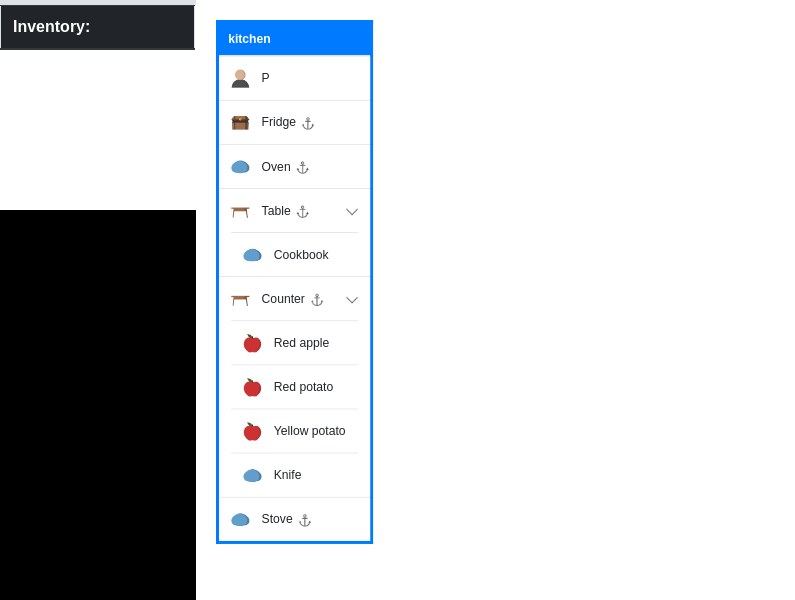 Inventory:
kitchen
P
Fridge
Oven
Table
Cookbook
Counter
Red apple
Red potato
Yellow potato
Knife
Stove